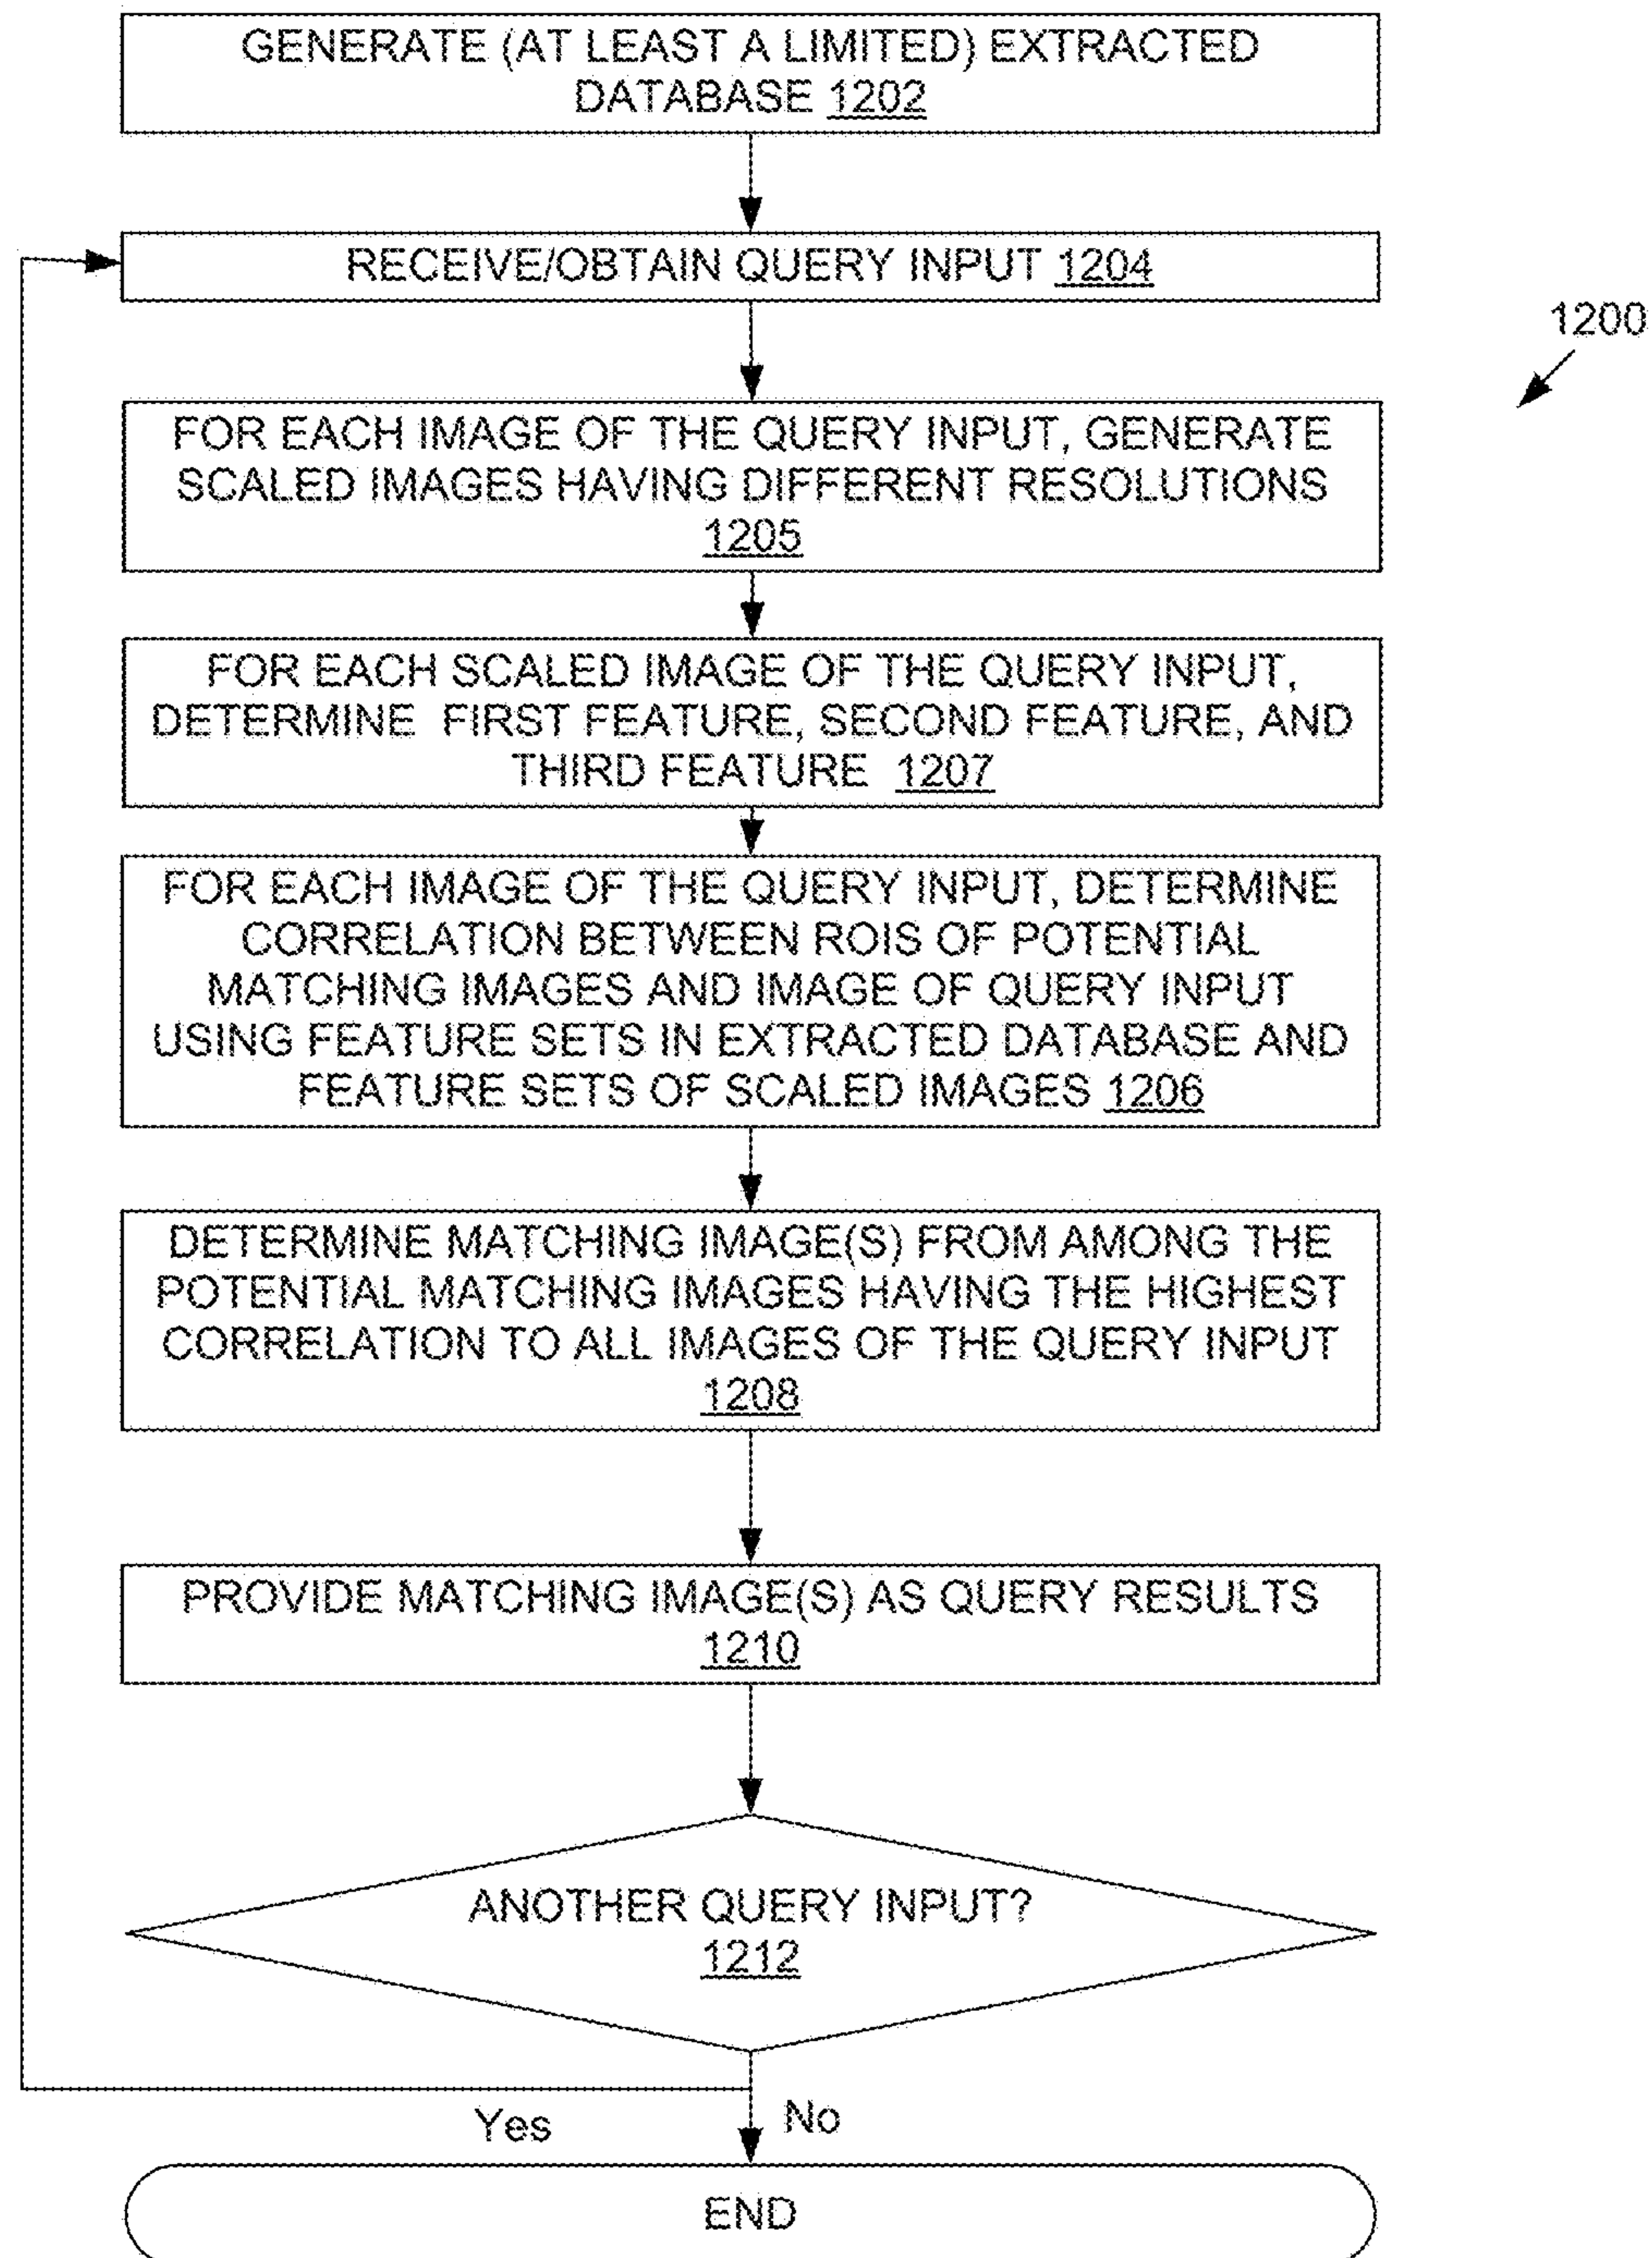 GENERATE (AT LEAST A LIMITED) EXTRACTED
DATABASE 1202
RECEIVE/OBTAIN QUERY INPUT 1204
1200
FOR EACH IMAGE OF THE QUERY INPUT, GENERATE
SCALED IMAGES HAVING DIFFERENT RESOLUTIONS
1205
FOR EACH SCALED IMAGE OF THE QUERY INPUT,
DETERMINE FIRST FEATURE, SECOND FEATURE, AND
THIRD FEATURE 1207
FOR EACH IMAGE OF THE QUERY INPUT, DETERMINE
CORRELATION BETWEEN ROIS OF POTENTIAL
MATCHING IMAGES AND IMAGE OF QUERY INPUT
USING FEATURE SETS IN EXTRACTED DATABASE AND
FEATURE SETS OF SCALED IMAGES 1206
DETERMINE MATCHING IMAGE(S) FROM AMONG THE
POTENTIAL MATCHING IMAGES HAVING THE HIGHEST
CORRELATION TO ALL IMAGES OF THE QUERY INPUT
1208
PROVIDE MATCHING IMAGE(S) AS QUERY RESULTS
1210
ANOTHER QUERY INPUT?
1212
Yes
No
END